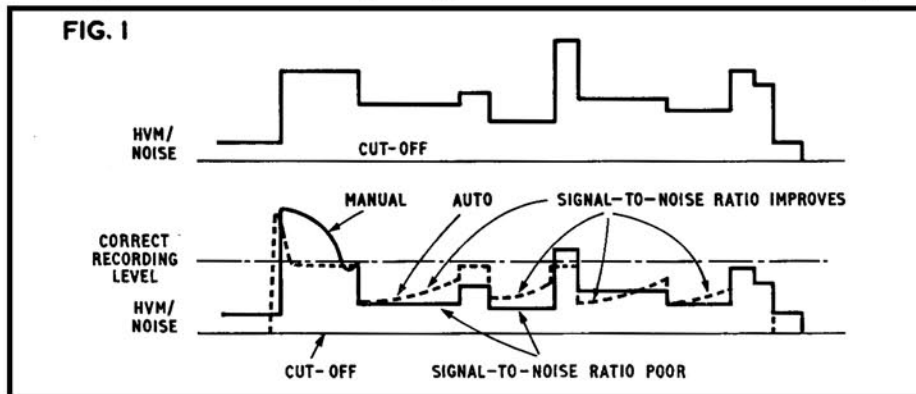 FIG. 1
HVM/
NOISE
CUT-OFF
MANUAL
AUTO
SIGNAL-TO-NOISE RATIO IMPROVES
CORRECT
RECORDING
LEVEL
HVM/
NOISE
CUT-OFF
SIGNAL-TO-NOISE RATIO POOR